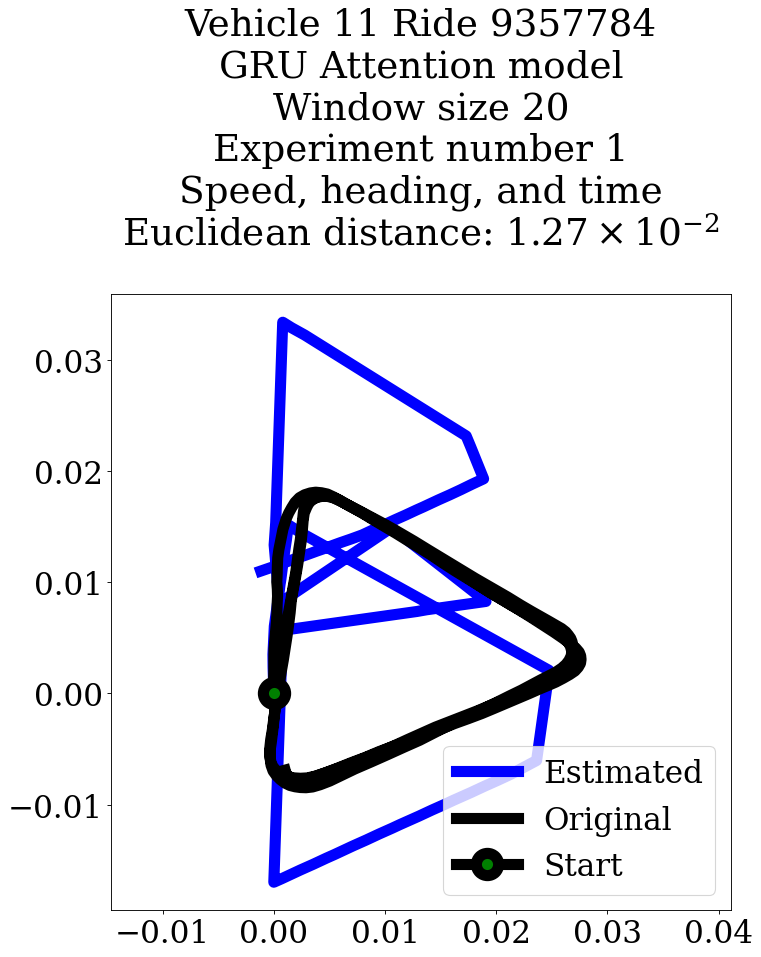 Vehicle 11 Ride 9357784
GRU Attention model
Window size 20
Experiment number 1
Speed, heading, and time
Euclidean distance: 1.27 × 10⁻²
0.03
0.02
0.01
0.00
−0.01
Estimated
Original
Start
−0.01 0.00 0.01 0.02 0.03 0.04